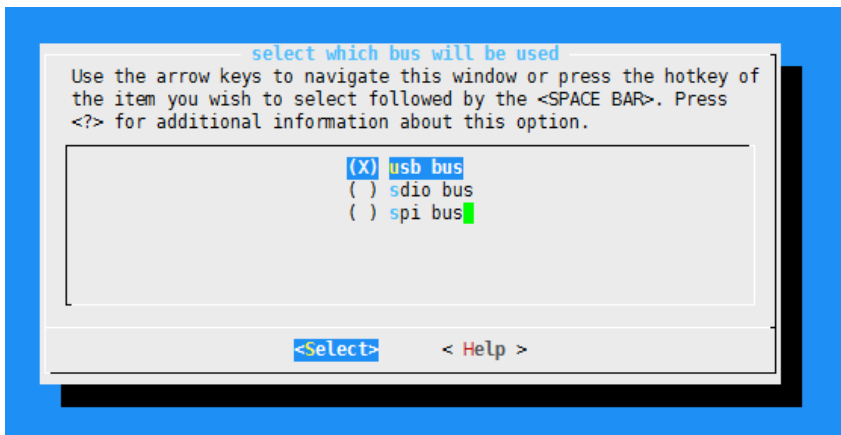 select which bus will be used
Use the arrow keys to navigate this window or press the hotkey of
the item you wish to select followed by the <SPACE BAR>. Press
<?> for additional information about this option.
(X) usb bus
( ) sdio bus
( ) spi bus
<Select> < Help >